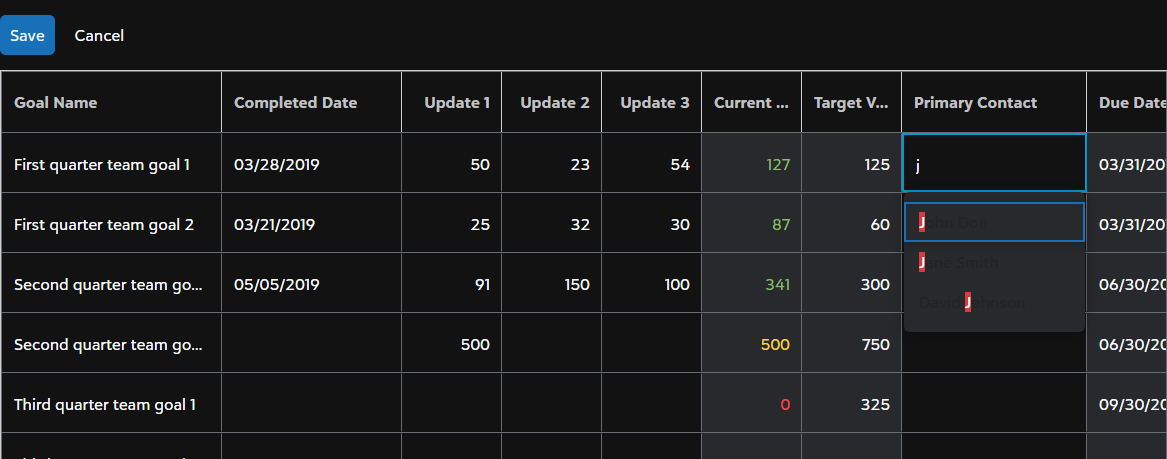 Save Cancel
Goal Name Completed Date Update 1 Update 2 Update 3 Current ... Target V... Primary Contact Due Date
First quarter team goal 1 03/28/2019 50 23 54 127 125 j 03/31/20
First quarter team goal 2 03/21/2019 25 32 30 87 60 John Doe 03/31/20
Jane Smith
Second quarter team go... 05/05/2019 91 150 100 341 300 David Johnson 06/30/20
Second quarter team go... 500 500 750 06/30/20
Third quarter team goal 1 0 325 09/30/20